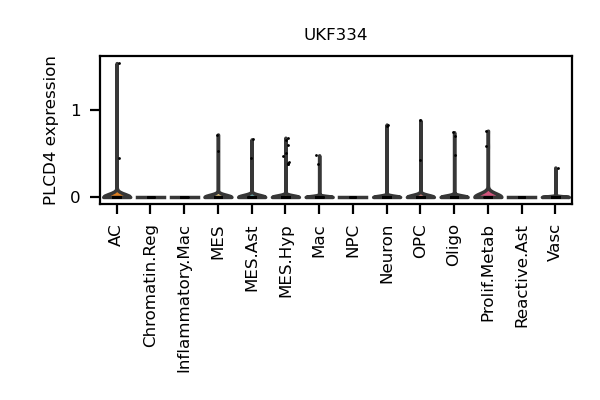 UKF334
PLCD4 expression
1
0
AC
Chromatin.Reg
Inflammatory.Mac
MES
MES.Ast
MES.Hyp
Mac
NPC
Neuron
OPC
Oligo
Prolif.Metab
Reactive.Ast
Vasc